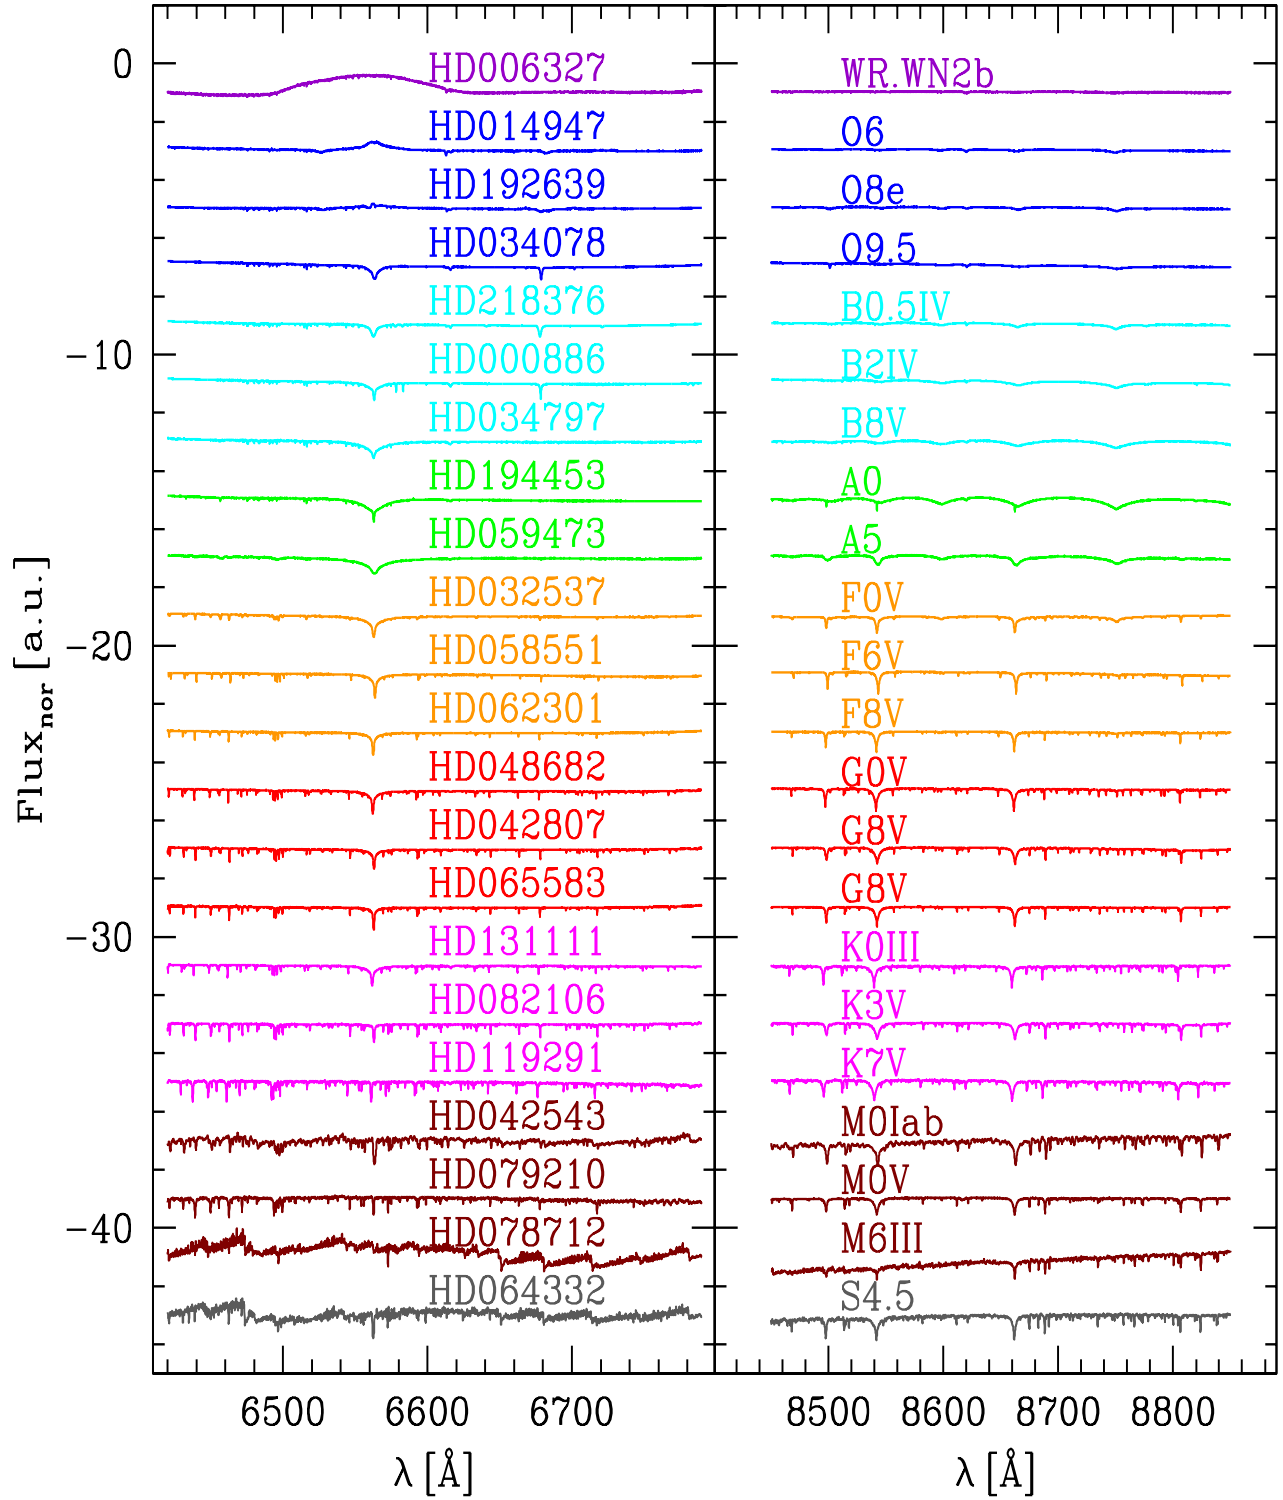 0
−10
−20
−30
−40
Flux_nor [a.u.]
HD006327 WR.WN2b
HD014947 O6
HD192639 O8e
HD034078 O9.5
HD218376 B0.5IV
HD000886 B2IV
HD034797 B8V
HD194453 A0
HD059473 A5
HD032537 F0V
HD058551 F6V
HD062301 F8V
HD048682 G0V
HD042807 G8V
HD065583 G8V
HD131111 K0III
HD082106 K3V
HD119291 K7V
HD042543 M0Iab
HD079210 M0V
HD078712 M6III
HD064332 S4.5
6500 6600 6700 8500 8600 8700 8800
λ [Å] λ [Å]